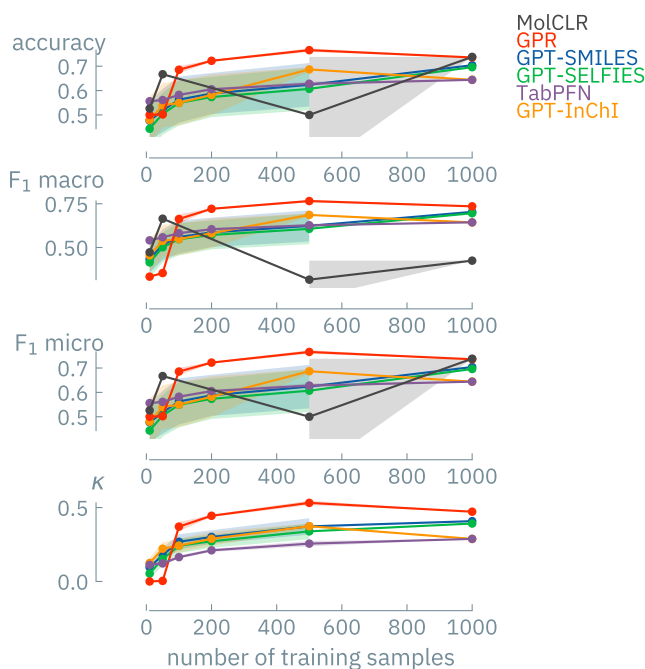 MolCLR
GPR
GPT-SMILES
GPT-SELFIES
TabPFN
GPT-InChI
accuracy
0.7
0.6
0.5
0 200 400 600 800 1000
F₁ macro
0.75
0.50
0 200 400 600 800 1000
F₁ micro
0.7
0.6
0.5
0 200 400 600 800 1000
κ
0.5
0.0
0 200 400 600 800 1000
number of training samples